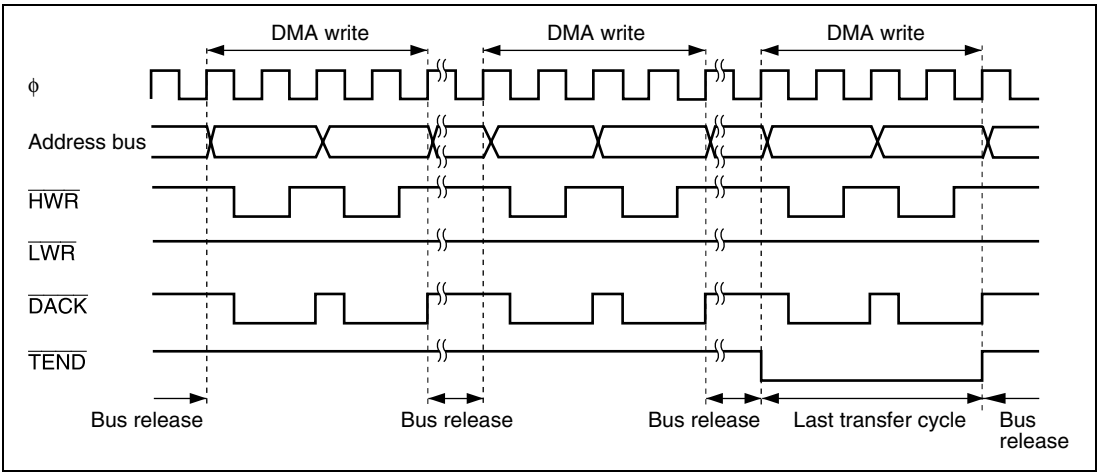 DMA write DMA write DMA write
ϕ
Address bus
HWR
LWR
DACK
TEND
Bus release Bus release Bus release Last transfer cycle Bus
release